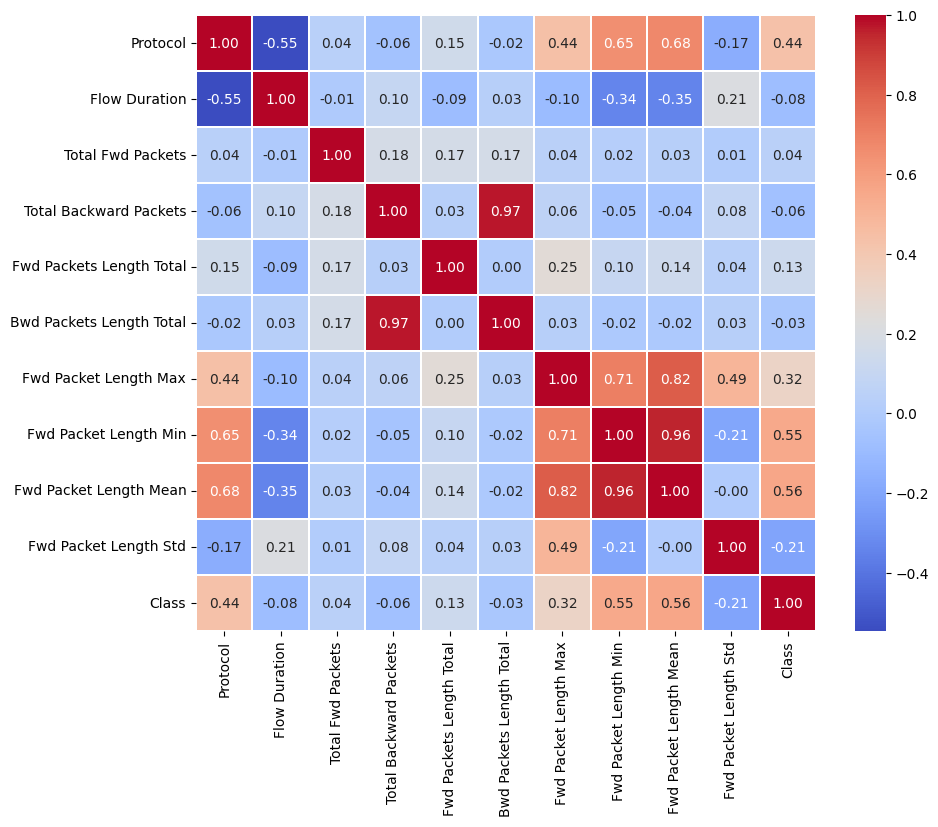 Protocol 1.00 -0.55 0.04 -0.06 0.15 -0.02 0.44 0.65 0.68 -0.17 0.44
Flow Duration -0.55 1.00 -0.01 0.10 -0.09 0.03 -0.10 -0.34 -0.35 0.21 -0.08
Total Fwd Packets 0.04 -0.01 1.00 0.18 0.17 0.17 0.04 0.02 0.03 0.01 0.04
Total Backward Packets -0.06 0.10 0.18 1.00 0.03 0.97 0.06 -0.05 -0.04 0.08 -0.06
Fwd Packets Length Total 0.15 -0.09 0.17 0.03 1.00 0.00 0.25 0.10 0.14 0.04 0.13
Bwd Packets Length Total -0.02 0.03 0.17 0.97 0.00 1.00 0.03 -0.02 -0.02 0.03 -0.03
Fwd Packet Length Max 0.44 -0.10 0.04 0.06 0.25 0.03 1.00 0.71 0.82 0.49 0.32
Fwd Packet Length Min 0.65 -0.34 0.02 -0.05 0.10 -0.02 0.71 1.00 0.96 -0.21 0.55
Fwd Packet Length Mean 0.68 -0.35 0.03 -0.04 0.14 -0.02 0.82 0.96 1.00 -0.00 0.56
Fwd Packet Length Std -0.17 0.21 0.01 0.08 0.04 0.03 0.49 -0.21 -0.00 1.00 -0.21
Class 0.44 -0.08 0.04 -0.06 0.13 -0.03 0.32 0.55 0.56 -0.21 1.00
Protocol
Flow Duration
Total Fwd Packets
Total Backward Packets
Fwd Packets Length Total
Bwd Packets Length Total
Fwd Packet Length Max
Fwd Packet Length Min
Fwd Packet Length Mean
Fwd Packet Length Std
Class
1.0
0.8
0.6
0.4
0.2
0.0
−0.2
−0.4